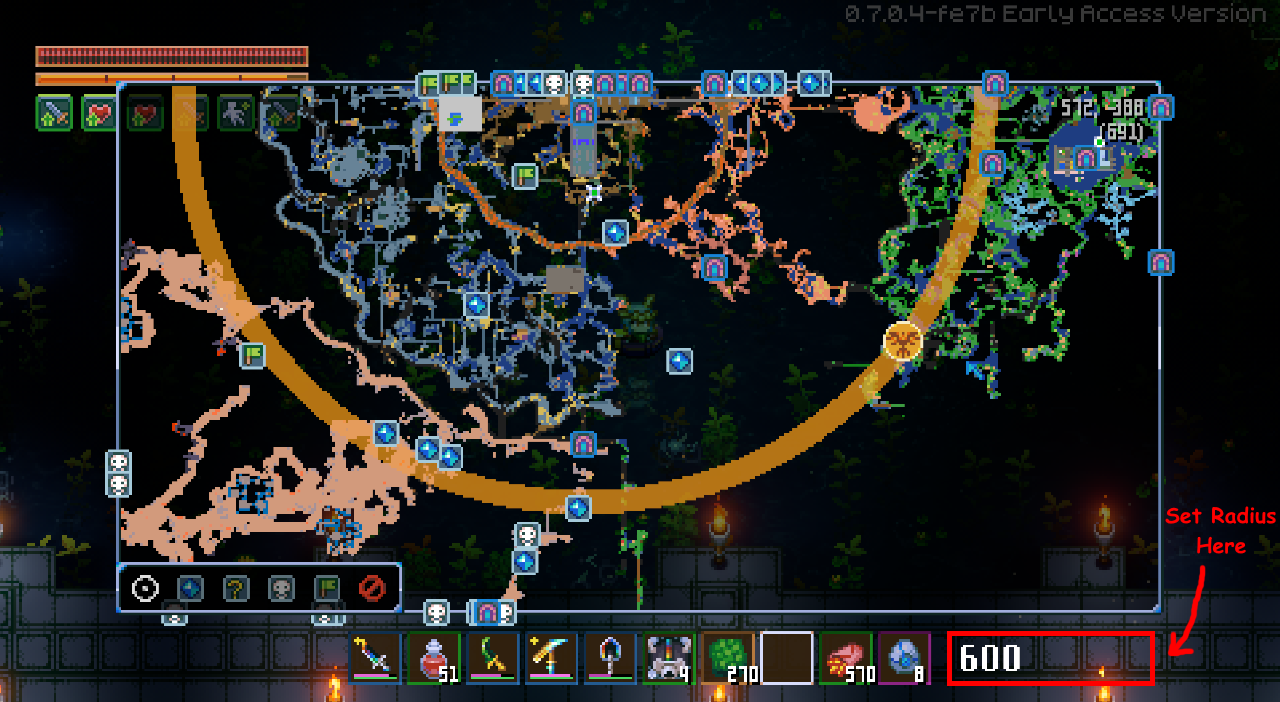 0.7.0.4-fe7b Early Access Version
512, -388
(691)
Set Radius
Here
51
9
270
570
8
600